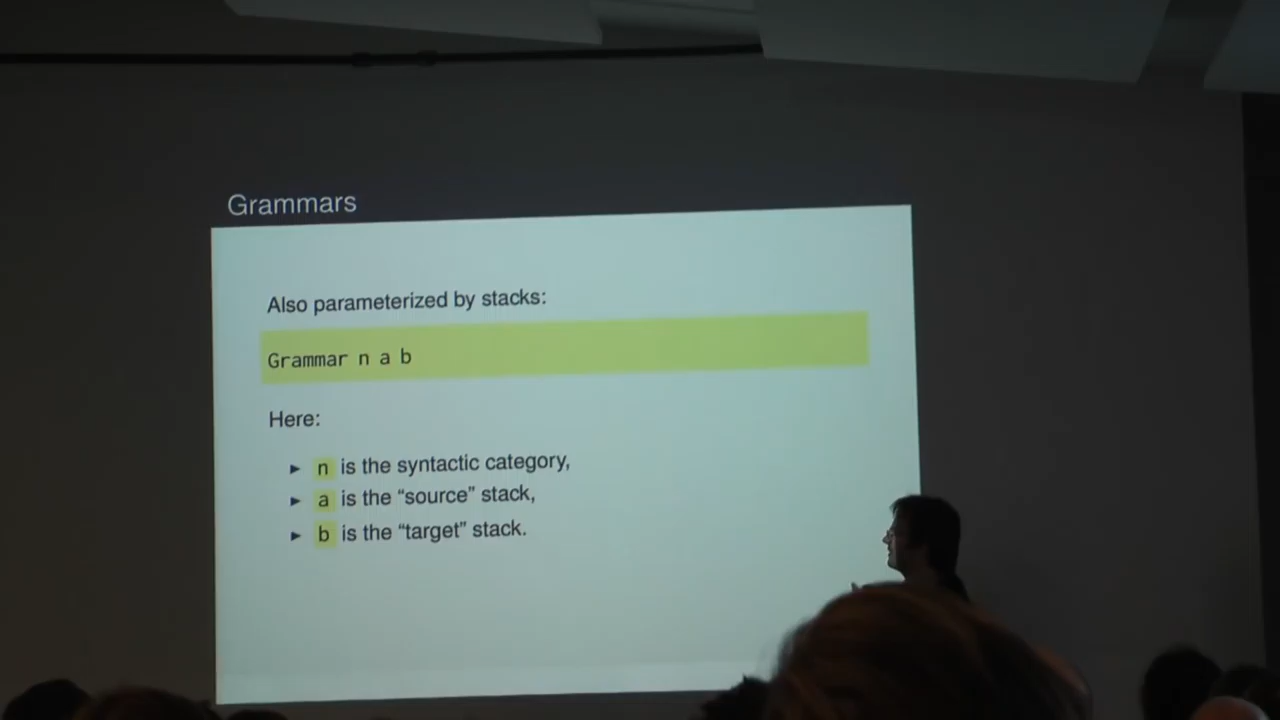 Grammars
Also parameterized by stacks:
Grammar n a b
Here:
► n is the syntactic category,
► a is the “source” stack,
► b is the “target” stack.